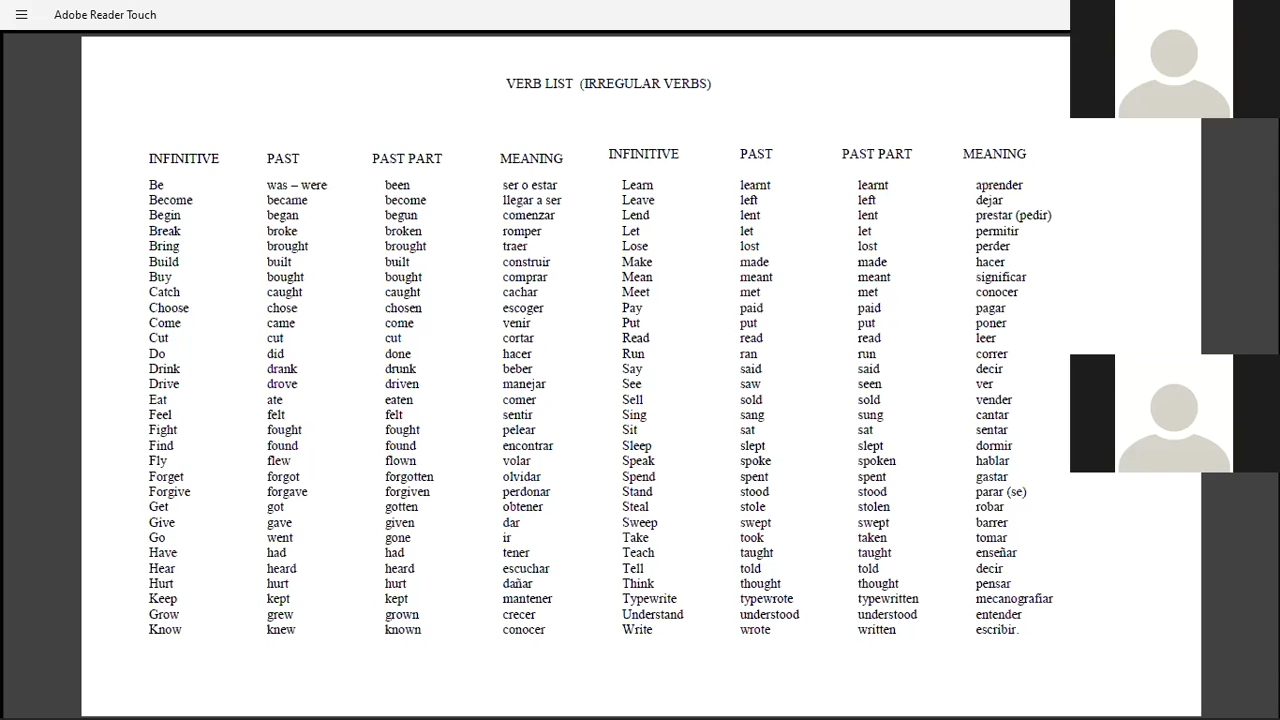 Adobe Reader Touch
VERB LIST (IRREGULAR VERBS)
INFINITIVE PAST PAST PART MEANING INFINITIVE PAST PAST PART MEANING
Be was – were been ser o estar Learn learnt learnt aprender
Become became become llegar a ser Leave left left dejar
Begin began begun comenzar Lend lent lent prestar (pedir)
Break broke broken romper Let let let permitir
Bring brought brought traer Lose lost lost perder
Build built built construir Make made made hacer
Buy bought bought comprar Mean meant meant significar
Catch caught caught cachar Meet met met conocer
Choose chose chosen escoger Pay paid paid pagar
Come came come venir Put put put poner
Cut cut cut cortar Read read read leer
Do did done hacer Run ran run correr
Drink drank drunk beber Say said said decir
Drive drove driven manejar See saw seen ver
Eat ate eaten comer Sell sold sold vender
Feel felt felt sentir Sing sang sung cantar
Fight fought fought pelear Sit sat sat sentar
Find found found encontrar Sleep slept slept dormir
Fly flew flown volar Speak spoke spoken hablar
Forget forgot forgotten olvidar Spend spent spent gastar
Forgive forgave forgiven perdonar Stand stood stood parar (se)
Get got gotten obtener Steal stole stolen robar
Give gave given dar Sweep swept swept barrer
Go went gone ir Take took taken tomar
Have had had tener Teach taught taught enseñar
Hear heard heard escuchar Tell told told decir
Hurt hurt hurt dañar Think thought thought pensar
Keep kept kept mantener Typewrite typewrote typewritten mecanografiar
Grow grew grown crecer Understand understood understood entender
Know knew known conocer Write wrote written escribir.